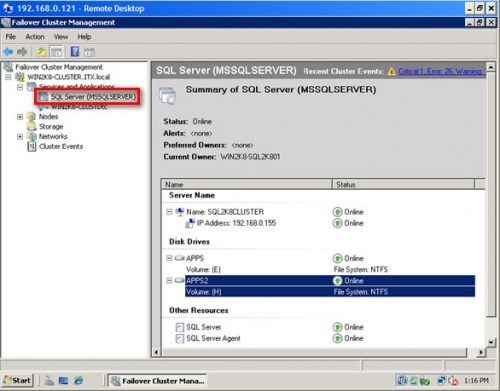 192.168.0.121 - Remote Desktop
Failover Cluster Management
File Action View Help
Failover Cluster Management
WIN2K8-CLUSTER.ITX.local
Services and Applications
SQL Server (MSSQLSERVER)
Nodes
Storage
Networks
Cluster Events
SQL Server (MSSQLSERVER) Recent Cluster Events: Critical 1, Error: 26, Warning:
Summary of SQL Server (MSSQLSERVER)
Status: Online
Alerts: <none>
Preferred Owners: <none>
Current Owner: WIN2K8-SQL2K801
Name Status
Server Name
Name: SQL2K8CLUSTER Online
IP Address: 192.168.0.155 Online
Disk Drives
APPS Online
Volume: (E) File System: NTFS
APPS2 Online
Volume: (H) File System: NTFS
Other Resources
SQL Server Online
SQL Server Agent Online
Start Failover Cluster Mana... 1:16 PM